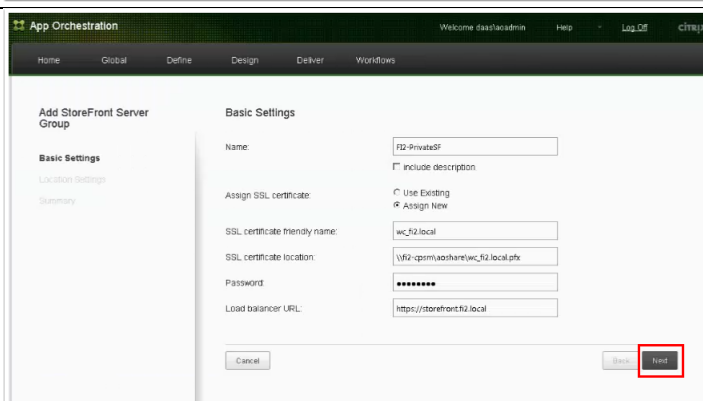 App Orchestration
Welcome daas\aoadmin Help Log Off citrix
Home Global Define Design Deliver Workflows
Add StoreFront Server
Group
Basic Settings
Location Settings
Summary
Basic Settings
Name: FI2-PrivateSF
include description
Assign SSL certificate: Use Existing
Assign New
SSL certificate friendly name: wc_fi2.local
SSL certificate location: \\fi2-cpsm\aoshare\wc_fi2.local.pfx
Password: ●●●●●●●●
Load balancer URL: https://storefront.fi2.local
Cancel Back Next